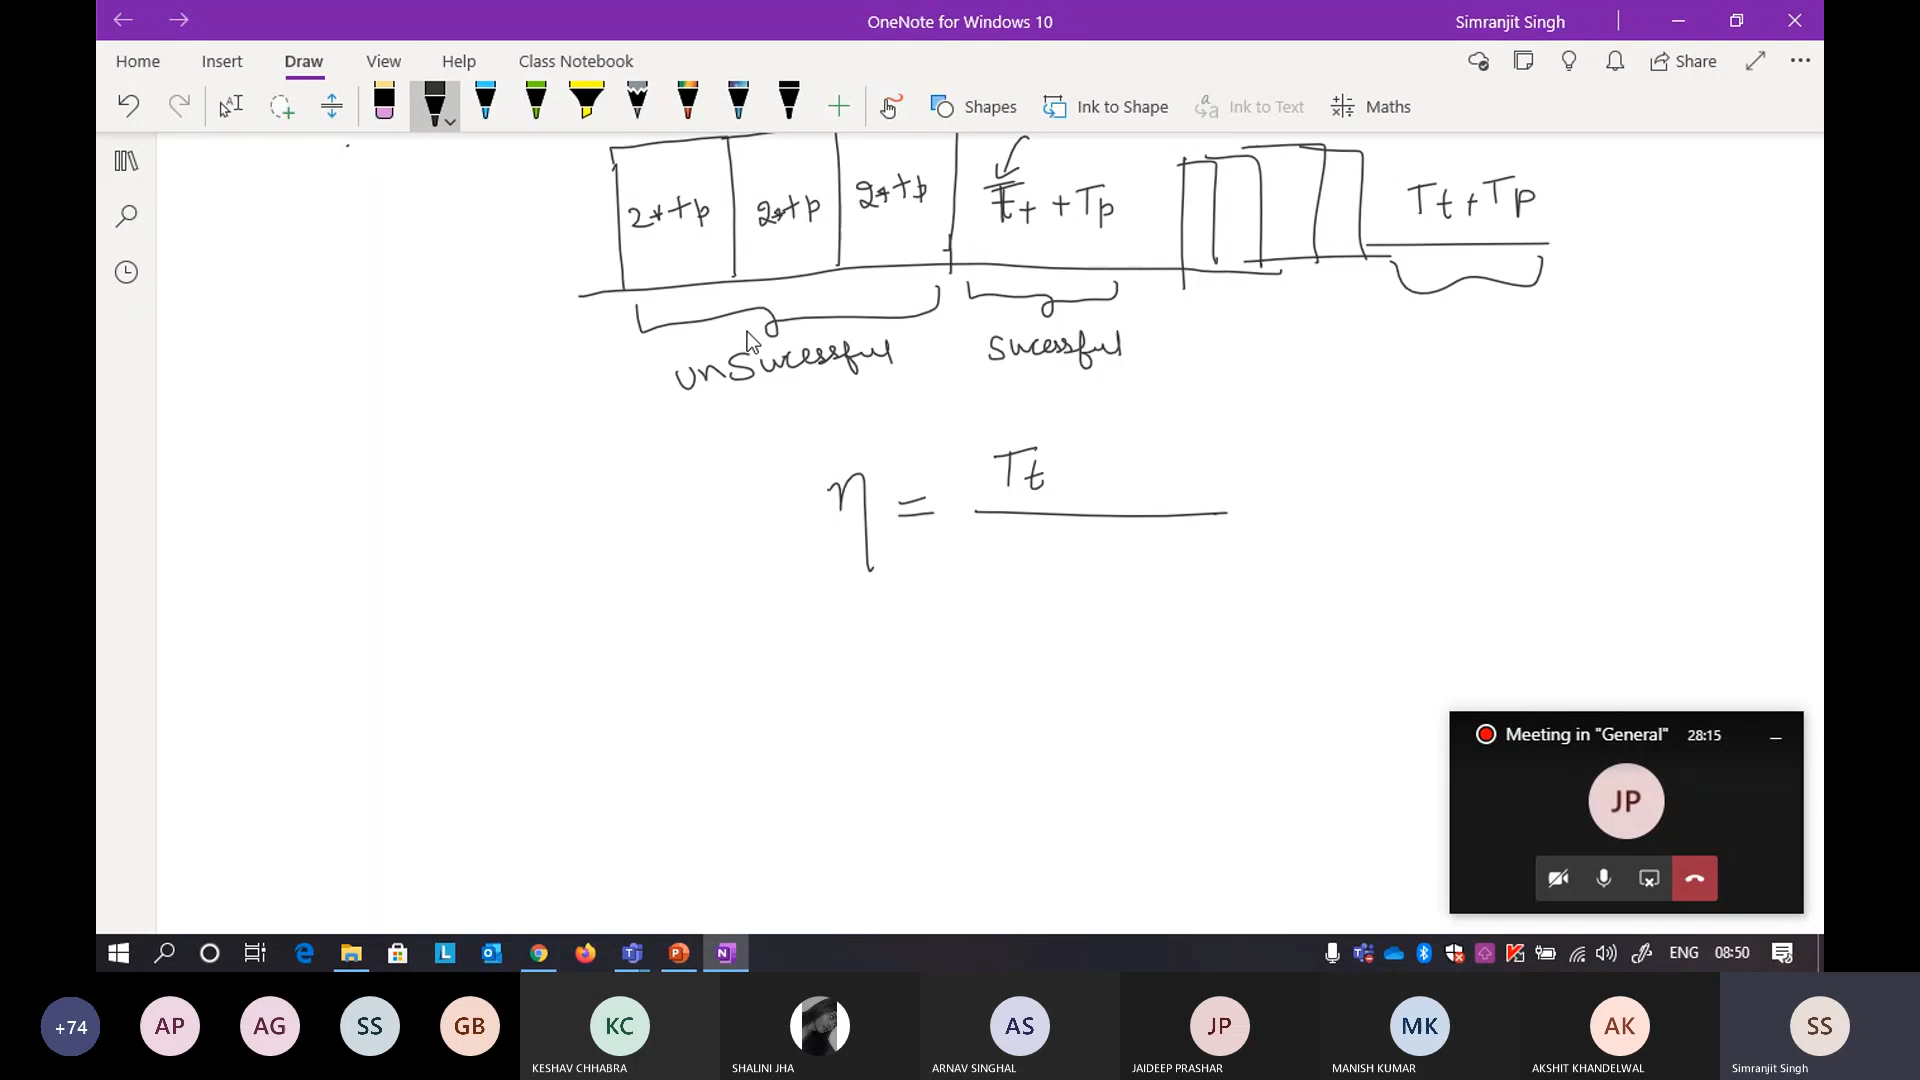 OneNote for Windows 10
Simranjit Singh
Home Insert Draw View Help Class Notebook
Share
Shapes Ink to Shape Ink to Text Maths
2*Tp 2*Tp 2*Tp Tt + Tp Tt + Tp
unSucessful Sucessful
η = Tt
Meeting in "General" 28:15
JP
ENG 08:50
+74 AP AG SS GB KC AS JP MK AK SS
KESHAV CHHABRA SHALINI JHA ARNAV SINGHAL JAIDEEP PRASHAR MANISH KUMAR AKSHIT KHANDELWAL Simranjit Singh